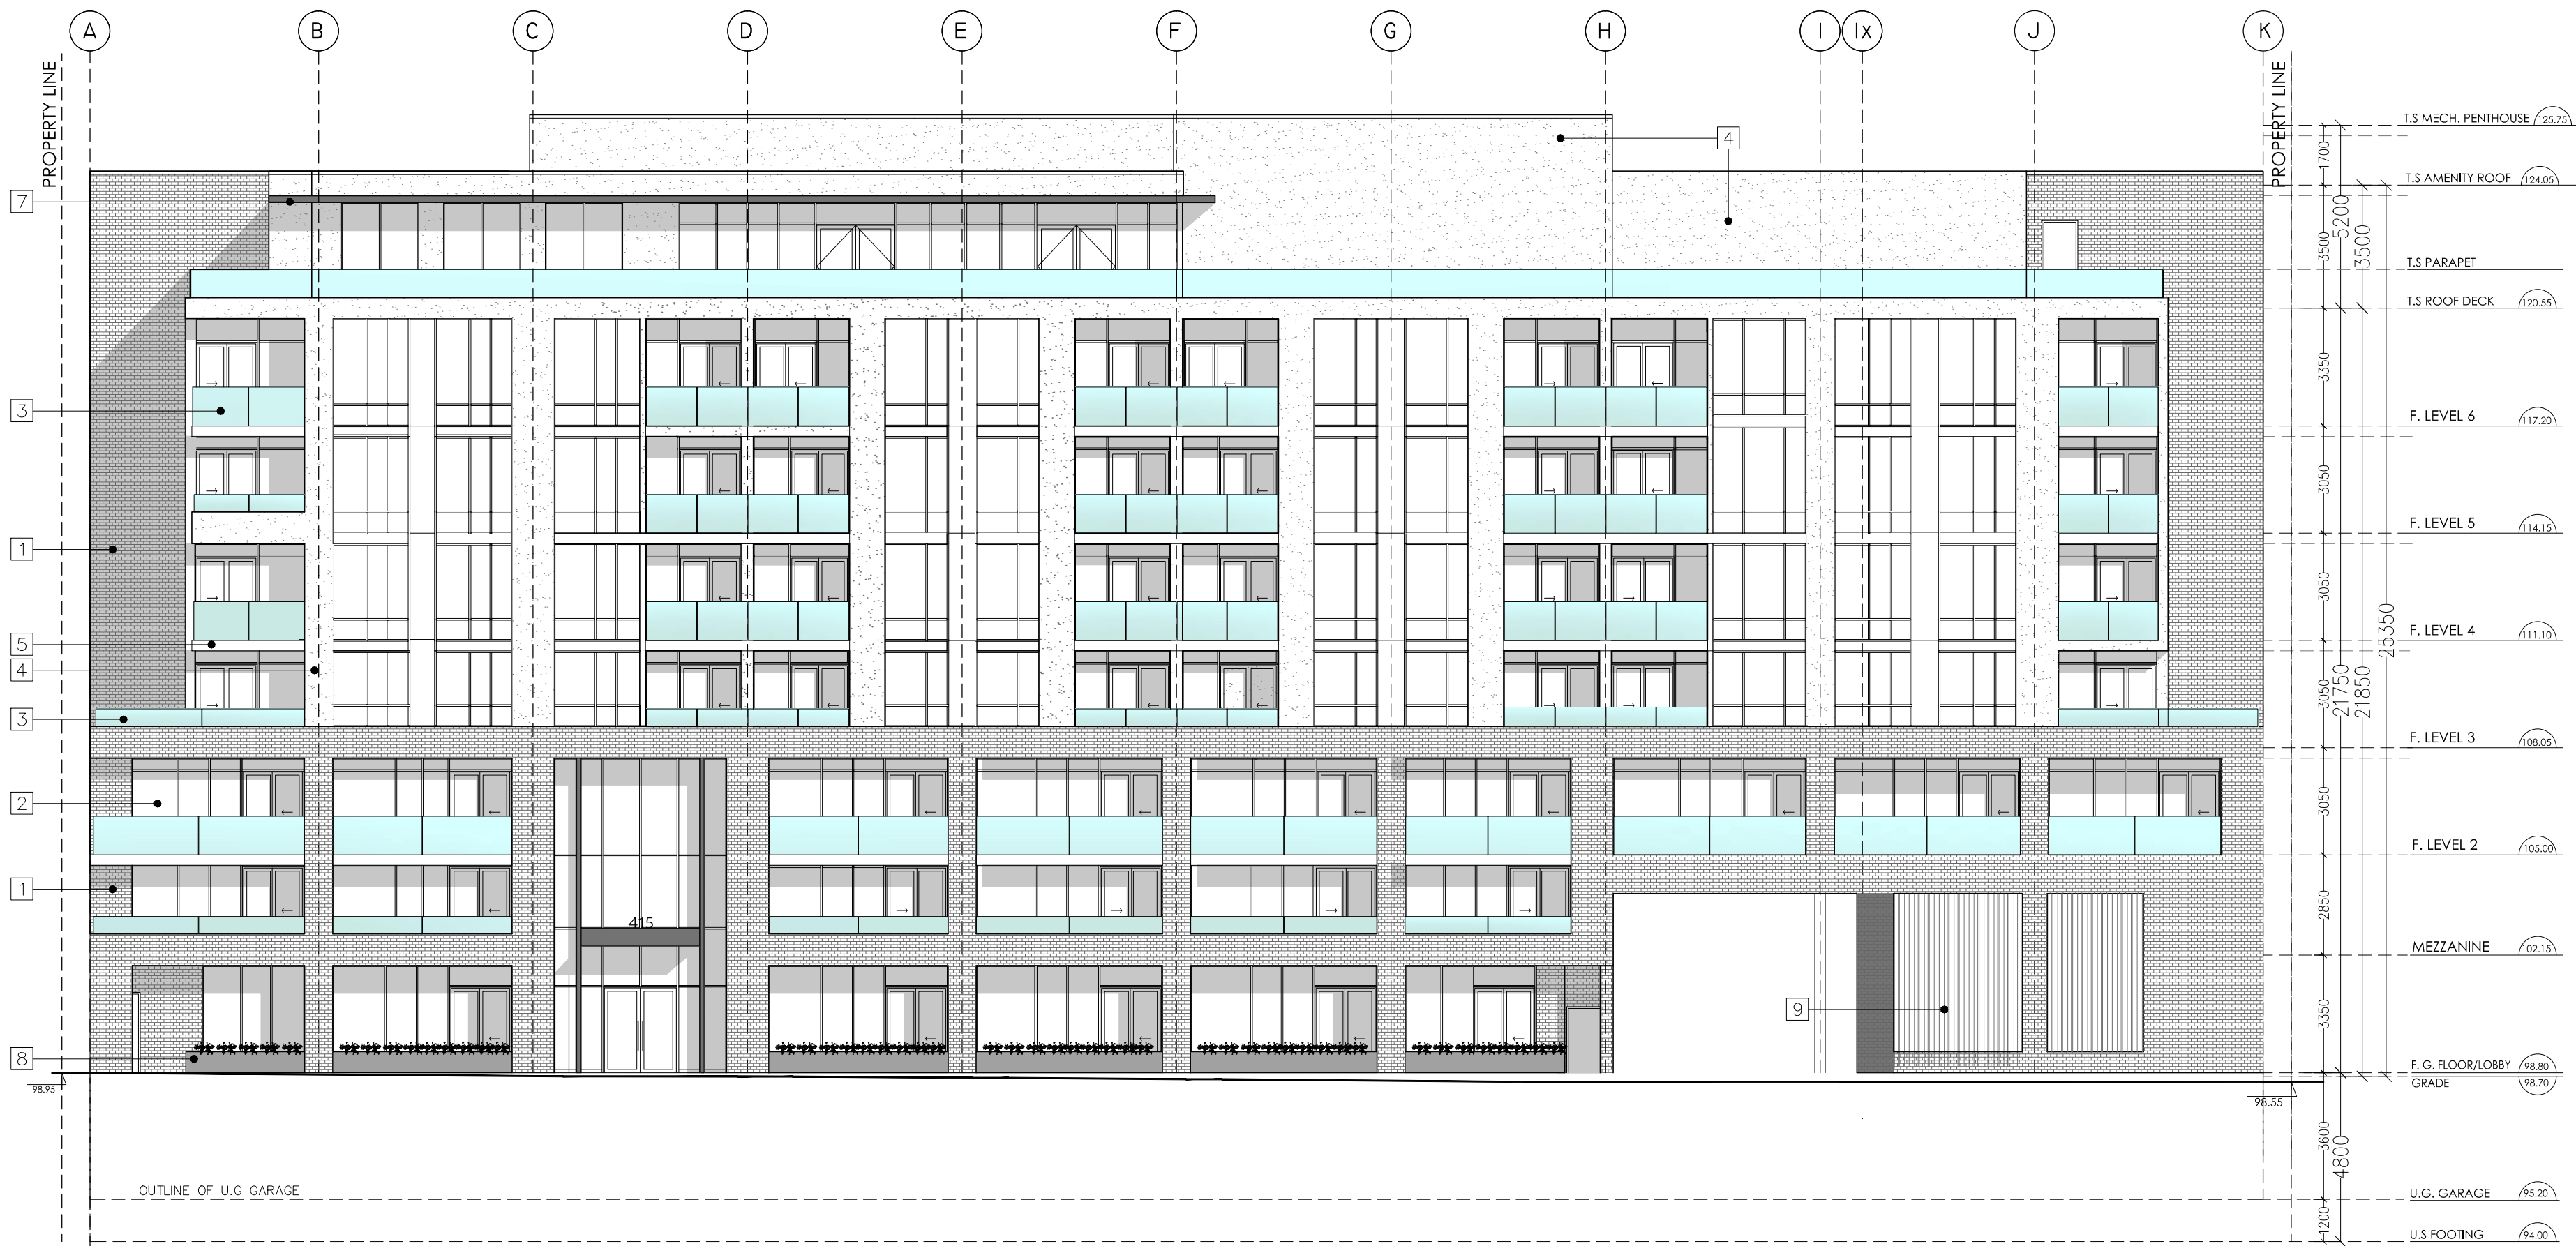 A B C D E F G H I Ix J K
PROPERTY LINE
PROPERTY LINE
T.S MECH. PENTHOUSE 125.75
1700
4
T.S AMENITY ROOF 124.05
7
5200
3500
3500
T.S PARAPET
T.S ROOF DECK 120.55
3350
3
F. LEVEL 6 117.20
3050
F. LEVEL 5 114.15
1
3050
25350
F. LEVEL 4 111.10
5
4
3050
21750
21850
3
F. LEVEL 3 108.05
2
3050
F. LEVEL 2 105.00
1
2850
415
MEZZANINE 102.15
9
3350
8
F. G. FLOOR/LOBBY 98.80
GRADE 98.70
98.95
98.55
3600
4800
OUTLINE OF U.G GARAGE
U.G. GARAGE 95.20
1200
U.S FOOTING 94.00